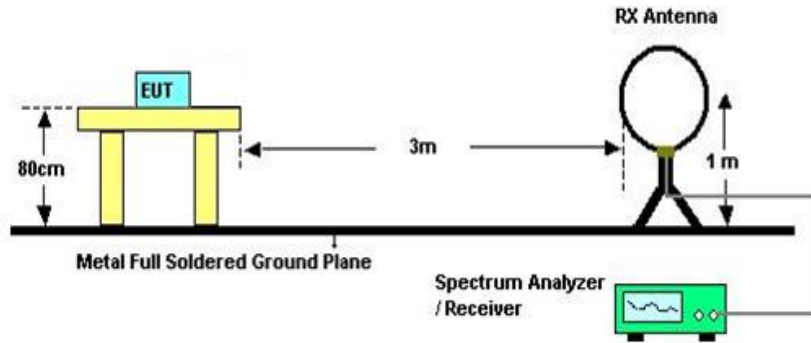 RX Antenna
EUT
3m
80cm
1 m
Metal Full Soldered Ground Plane
Spectrum Analyzer
/ Receiver